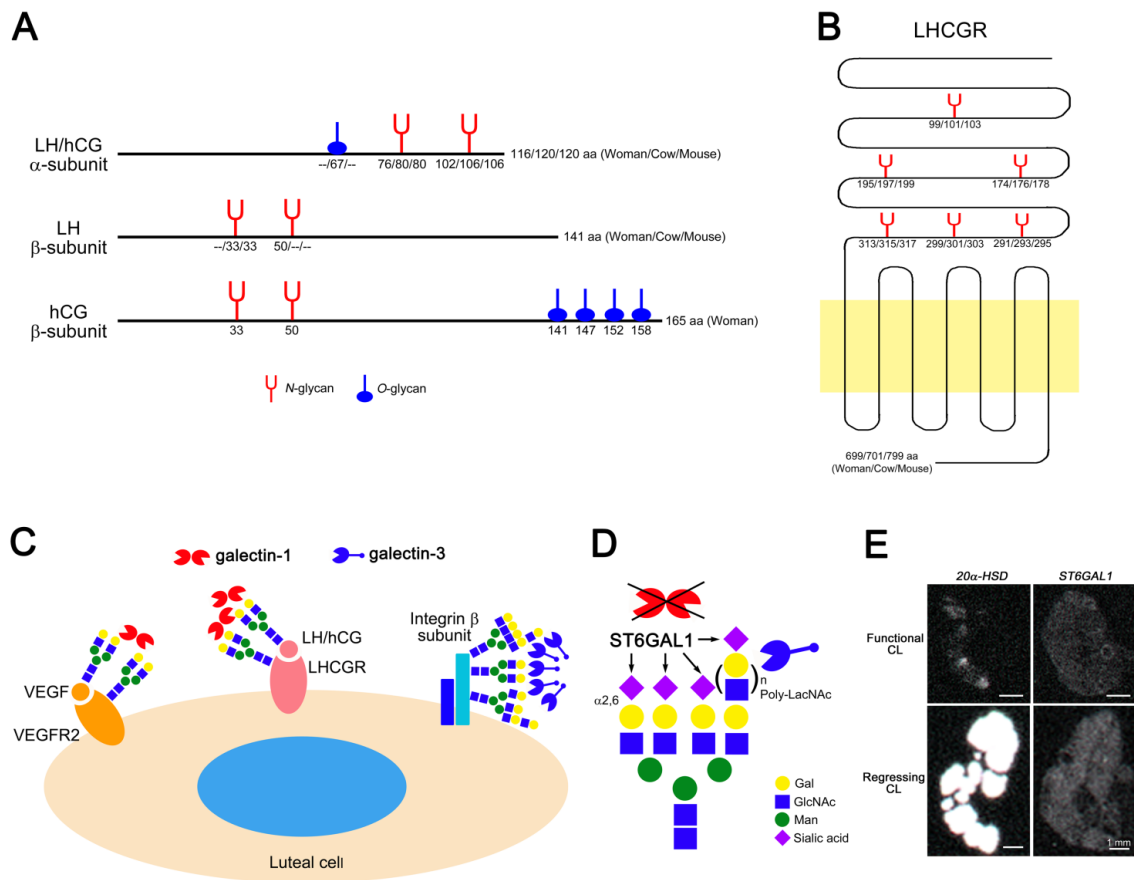 A
LH/hCG
α-subunit
--/67/--
76/80/80
102/106/106
116/120/120 aa (Woman/Cow/Mouse)
LH
β-subunit
--/33/33
50/--/--
141 aa (Woman/Cow/Mouse)
hCG
β-subunit
33
50
141
147
152
158
165 aa (Woman)
N-glycan
O-glycan
B
LHCGR
99/101/103
195/197/199
174/176/178
313/315/317
299/301/303
291/293/295
699/701/799 aa
(Woman/Cow/Mouse)
C
galectin-1
galectin-3
VEGF
VEGFR2
LH/hCG
LHCGR
Integrin β
subunit
Luteal cell
D
ST6GAL1
α2,6
n
Poly-LacNAc
Gal
GlcNAc
Man
Sialic acid
E
20α-HSD
ST6GAL1
Functional
CL
Regressing
CL
1 mm